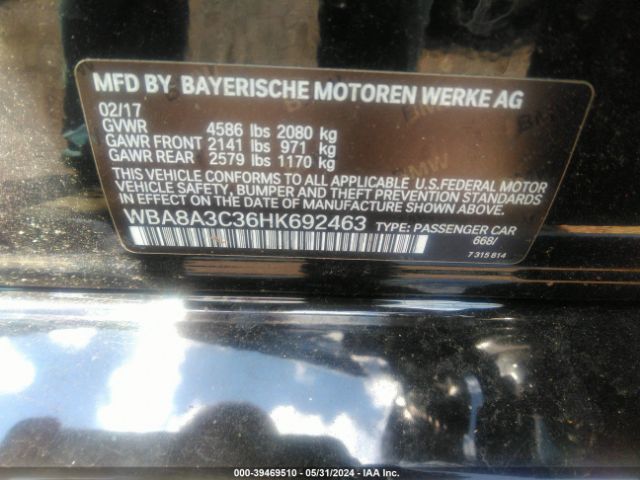 MFD BY BAYERISCHE MOTOREN WERKE AG
02/17
GVWR 4586 lbs 2080 kg
GAWR FRONT 2141 lbs 971 kg
GAWR REAR 2579 lbs 1170 kg
THIS VEHICLE CONFORMS TO ALL APPLICABLE U.S.FEDERAL MOTOR
VEHICLE SAFETY, BUMPER AND THEFT PREVENTION STANDARDS
IN EFFECT ON THE DATE OF MANUFACTURE SHOWN ABOVE.
WBA8A3C36HK692463 TYPE: PASSENGER CAR
668/
7 315 814
000-39469510 - 05/31/2024 - IAA Inc.